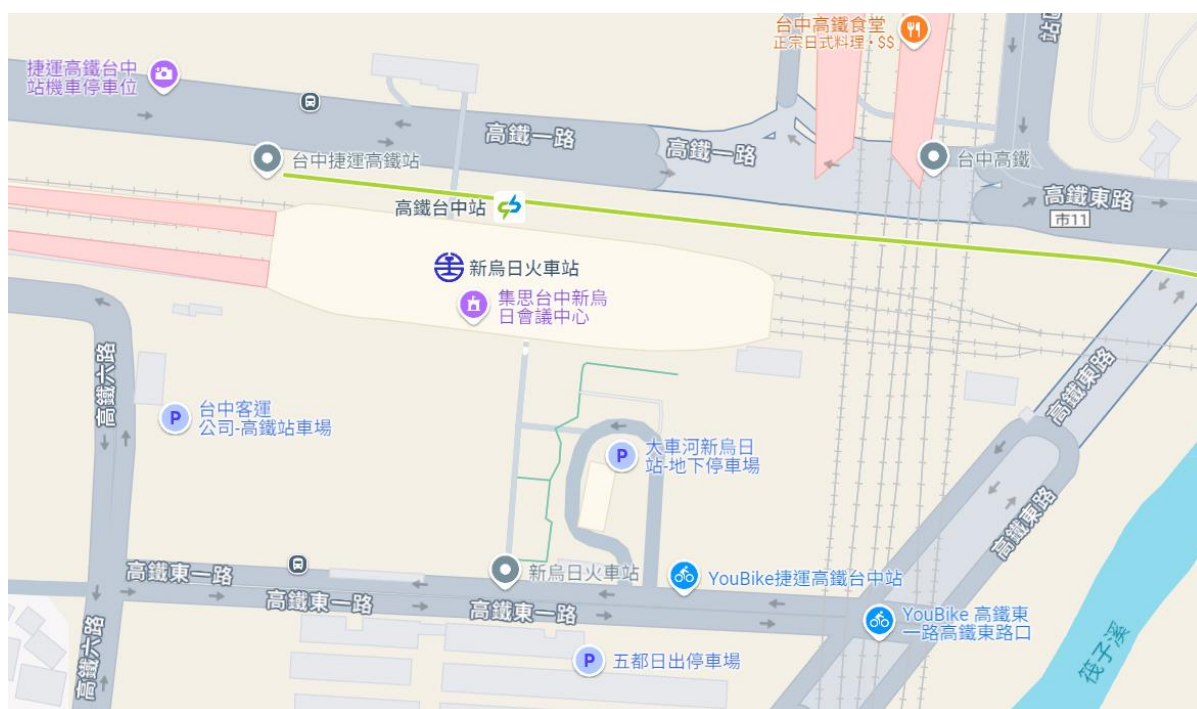 台中高鐵食堂
正宗日式料理・$$
站區
捷運高鐵台中
站機車停車位
高鐵一路
高鐵一路
台中捷運高鐵站
台中高鐵
高鐵東路
市11
高鐵台中站
新烏日火車站
集思台中新烏
日會議中心
高鐵六路
高鐵東路
台中客運
公司-高鐵站車場
P
大車河新烏日
站-地下停車場
P
高鐵東路
高鐵東一路
新烏日火車站
YouBike捷運高鐵台中站
高鐵東一路
高鐵東一路
YouBike 高鐵東
一路高鐵東路口
高鐵六路
P
五都日出停車場
筏子溪